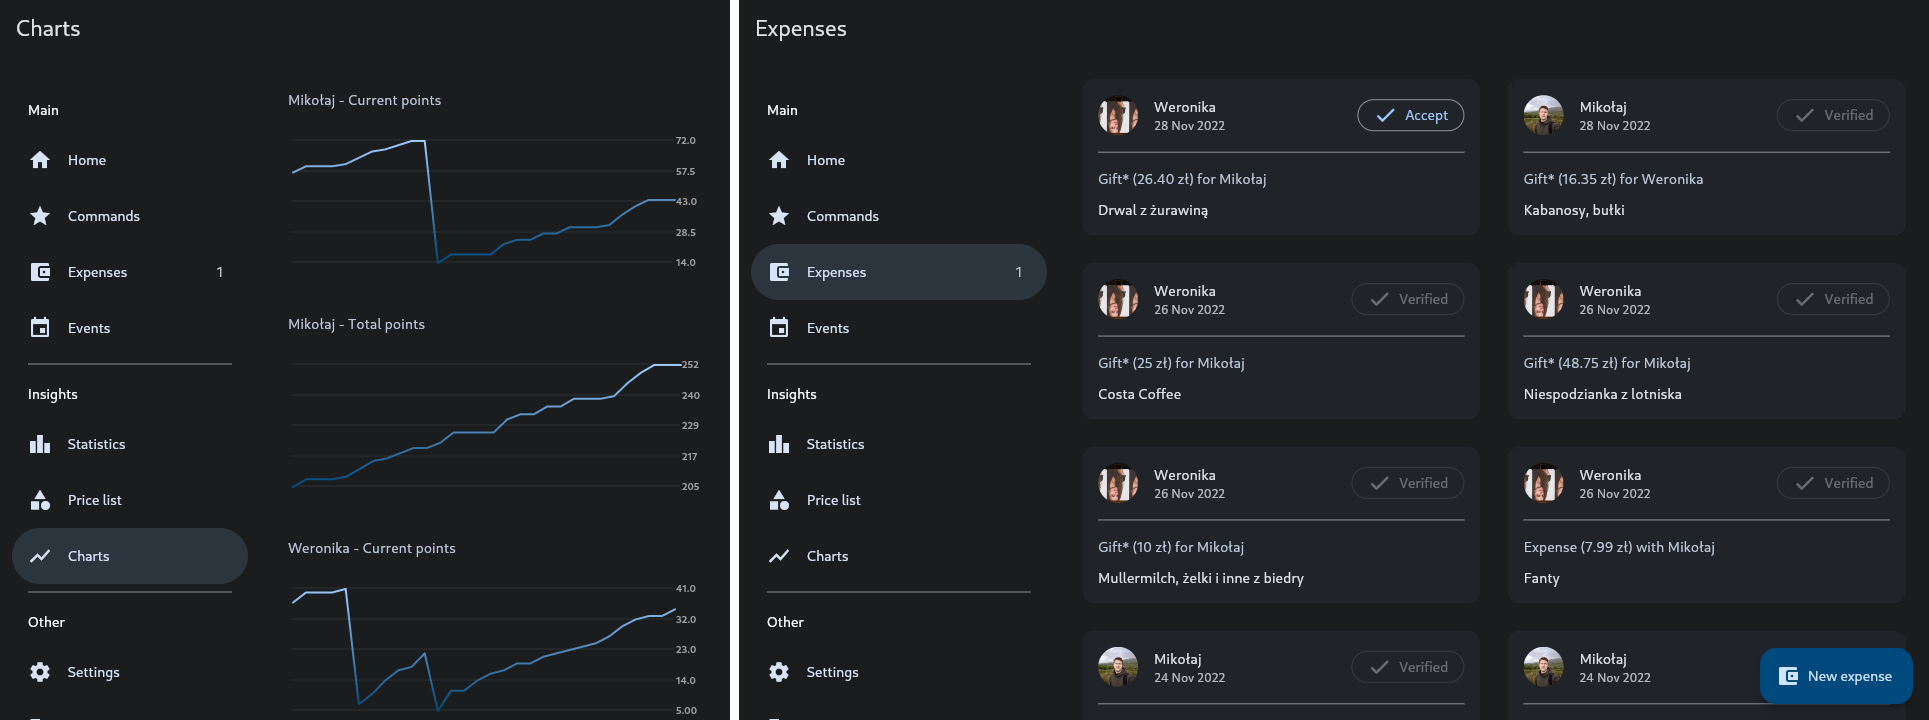 Charts
Main
Home
Commands
Expenses 1
Events
Insights
Statistics
Price list
Charts
Other
Settings
Mikołaj - Current points
72.0
57.5
43.0
28.5
14.0
Mikołaj - Total points
252
240
229
217
205
Weronika - Current points
41.0
32.0
23.0
14.0
5.00
Expenses
Main
Home
Commands
Expenses 1
Events
Insights
Statistics
Price list
Charts
Other
Settings
Weronika
28 Nov 2022
Accept
Gift* (26.40 zł) for Mikołaj
Drwal z żurawiną
Mikołaj
28 Nov 2022
Verified
Gift* (16.35 zł) for Weronika
Kabanosy, bułki
Weronika
26 Nov 2022
Verified
Gift* (25 zł) for Mikołaj
Costa Coffee
Weronika
26 Nov 2022
Verified
Gift* (48.75 zł) for Mikołaj
Niespodzianka z lotniska
Weronika
26 Nov 2022
Verified
Gift* (10 zł) for Mikołaj
Mullermilch, żelki i inne z biedry
Weronika
26 Nov 2022
Verified
Expense (7.99 zł) with Mikołaj
Fanty
Mikołaj
24 Nov 2022
Verified
Mikołaj
24 Nov 2022
New expense